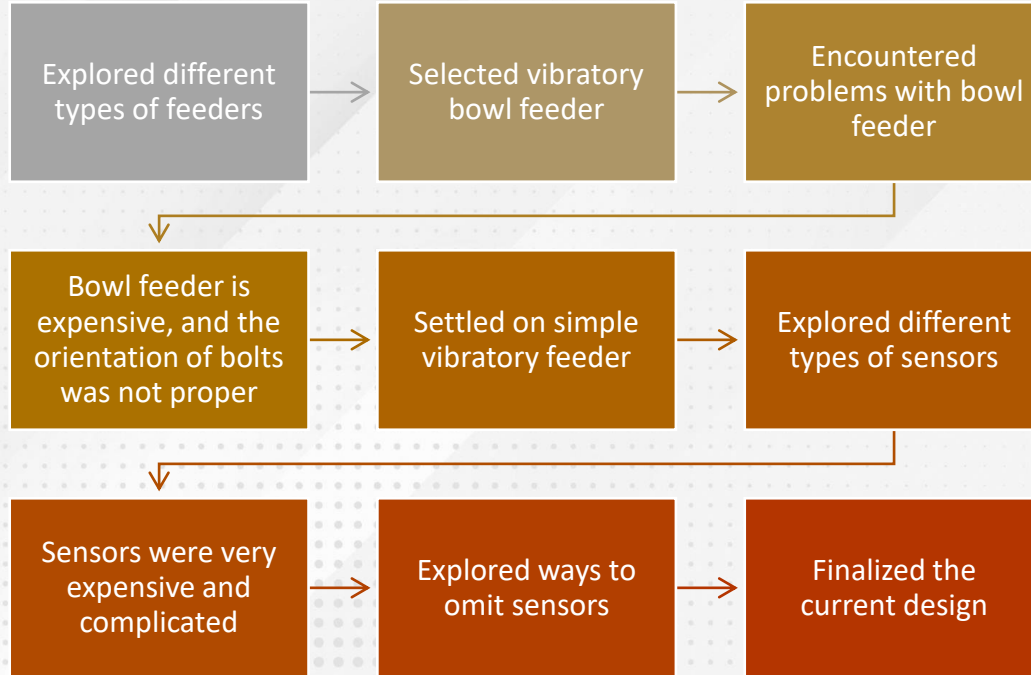 Explored different
types of feeders
Selected vibratory
bowl feeder
Encountered
problems with bowl
feeder
Bowl feeder is
expensive, and the
orientation of bolts
was not proper
Settled on simple
vibratory feeder
Explored different
types of sensors
Sensors were very
expensive and
complicated
Explored ways to
omit sensors
Finalized the
current design